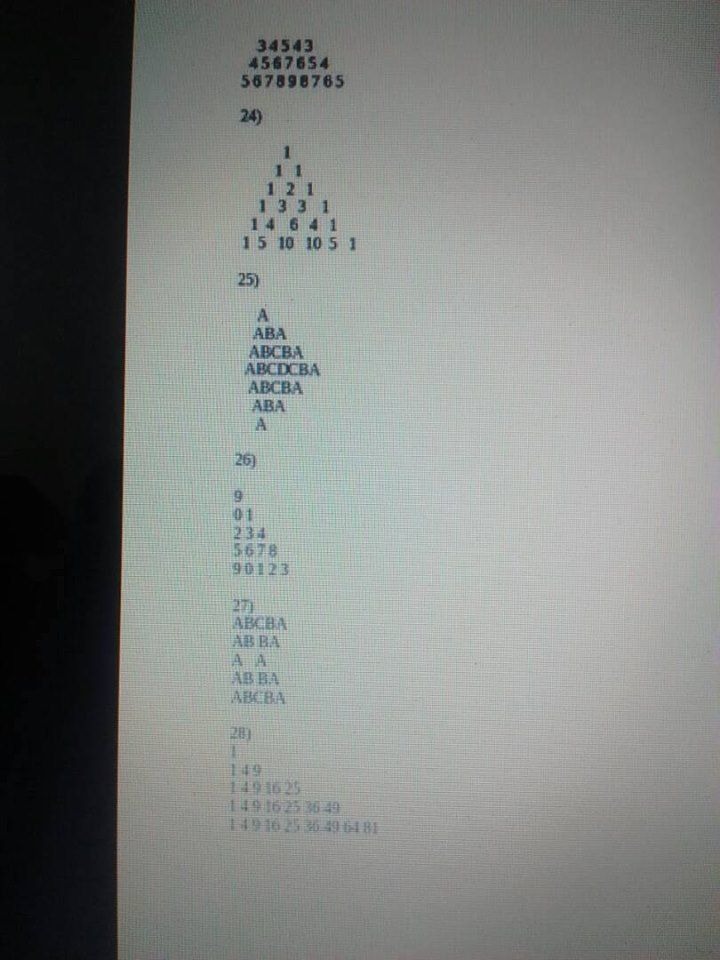 34543
4567654
567898765
24)
1
1 1
1 2 1
1 3 3 1
1 4 6 4 1
1 5 10 10 5 1
25)
A
ABA
ABCBA
ABCDCBA
ABCBA
ABA
A
26)
9
0 1
2 3 4
5 6 7 8
9 0 1 2 3
27)
ABCBA
AB BA
A A
AB BA
ABCBA
28)
1
1 4 9
1 4 9 16 25
1 4 9 16 25 36 49
1 4 9 16 25 36 49 64 81